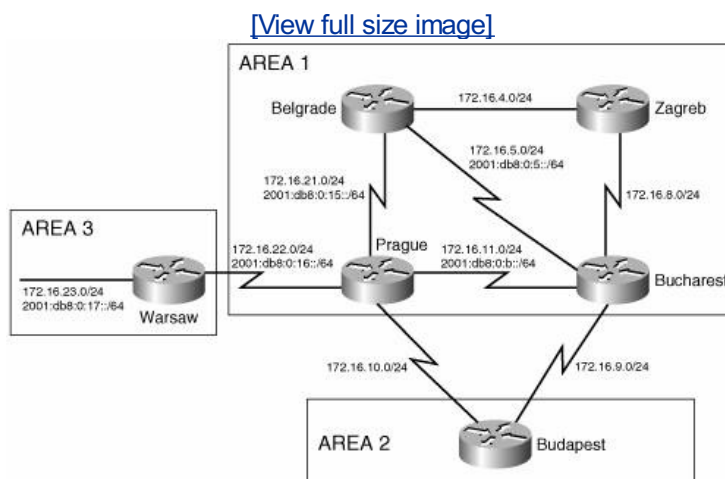 [View full size image]
AREA 1
Belgrade
172.16.4.0/24
Zagreb
172.16.5.0/24
2001:db8:0:5::/64
172.16.21.0/24
2001:db8:0:15::/64
172.16.8.0/24
AREA 3
172.16.22.0/24
2001:db8:0:16::/64
Prague
172.16.11.0/24
2001:db8:0:b::/64
Bucharest
172.16.23.0/24
2001:db8:0:17::/64
Warsaw
172.16.10.0/24
172.16.9.0/24
AREA 2
Budapest